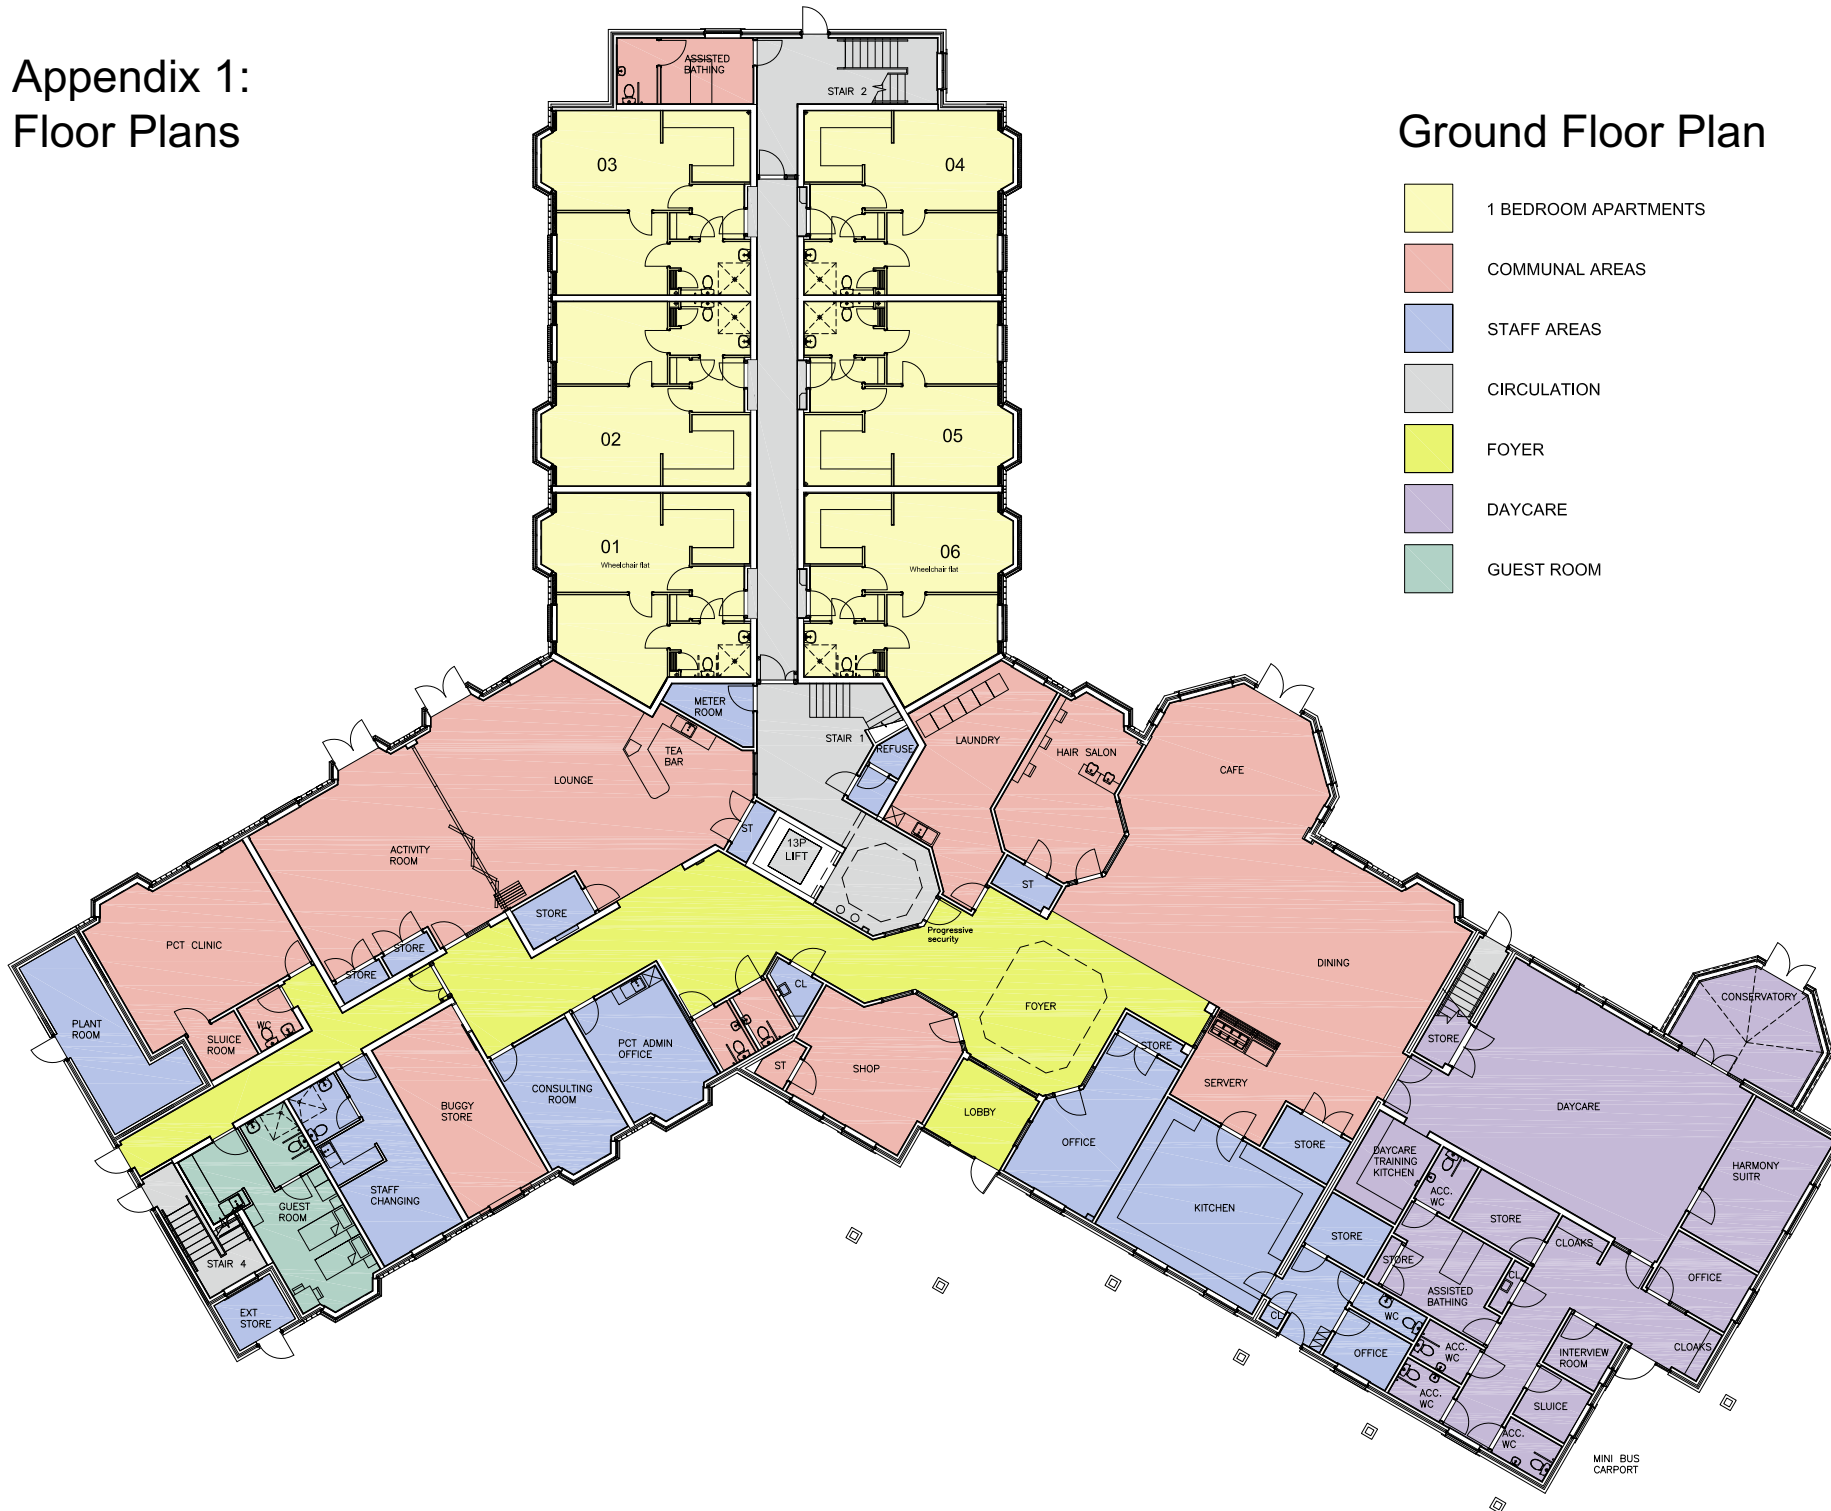 Appendix 1:
Floor Plans
Ground Floor Plan
1 BEDROOM APARTMENTS
COMMUNAL AREAS
STAFF AREAS
CIRCULATION
FOYER
DAYCARE
GUEST ROOM
ASSISTED
BATHING
STAIR 2
03
04
02
05
01
Wheelchair flat
06
Wheelchair flat
METER
ROOM
STAIR 1
REFUSE
LAUNDRY
HAIR SALON
CAFE
TEA
BAR
LOUNGE
ST
13P
LIFT
ACTIVITY
ROOM
ST
STORE
Progressive
security
PCT CLINIC
STORE
STORE
DINING
CL
FOYER
CONSERVATORY
PLANT
ROOM
WC
SLUICE
ROOM
PCT ADMIN
OFFICE
STORE
STORE
ST
SHOP
SERVERY
CONSULTING
ROOM
BUGGY
STORE
LOBBY
DAYCARE
OFFICE
STORE
DAYCARE
TRAINING
KITCHEN
HARMONY
SUITR
ACC.
WC
STAFF
CHANGING
GUEST
ROOM
KITCHEN
STORE
STORE
CLOAKS
STORE
STAIR 4
CL
OFFICE
ASSISTED
BATHING
EXT
STORE
CL
WC
OFFICE
ACC.
WC
INTERVIEW
ROOM
CLOAKS
ACC.
WC
SLUICE
ACC.
WC
MINI BUS
CARPORT